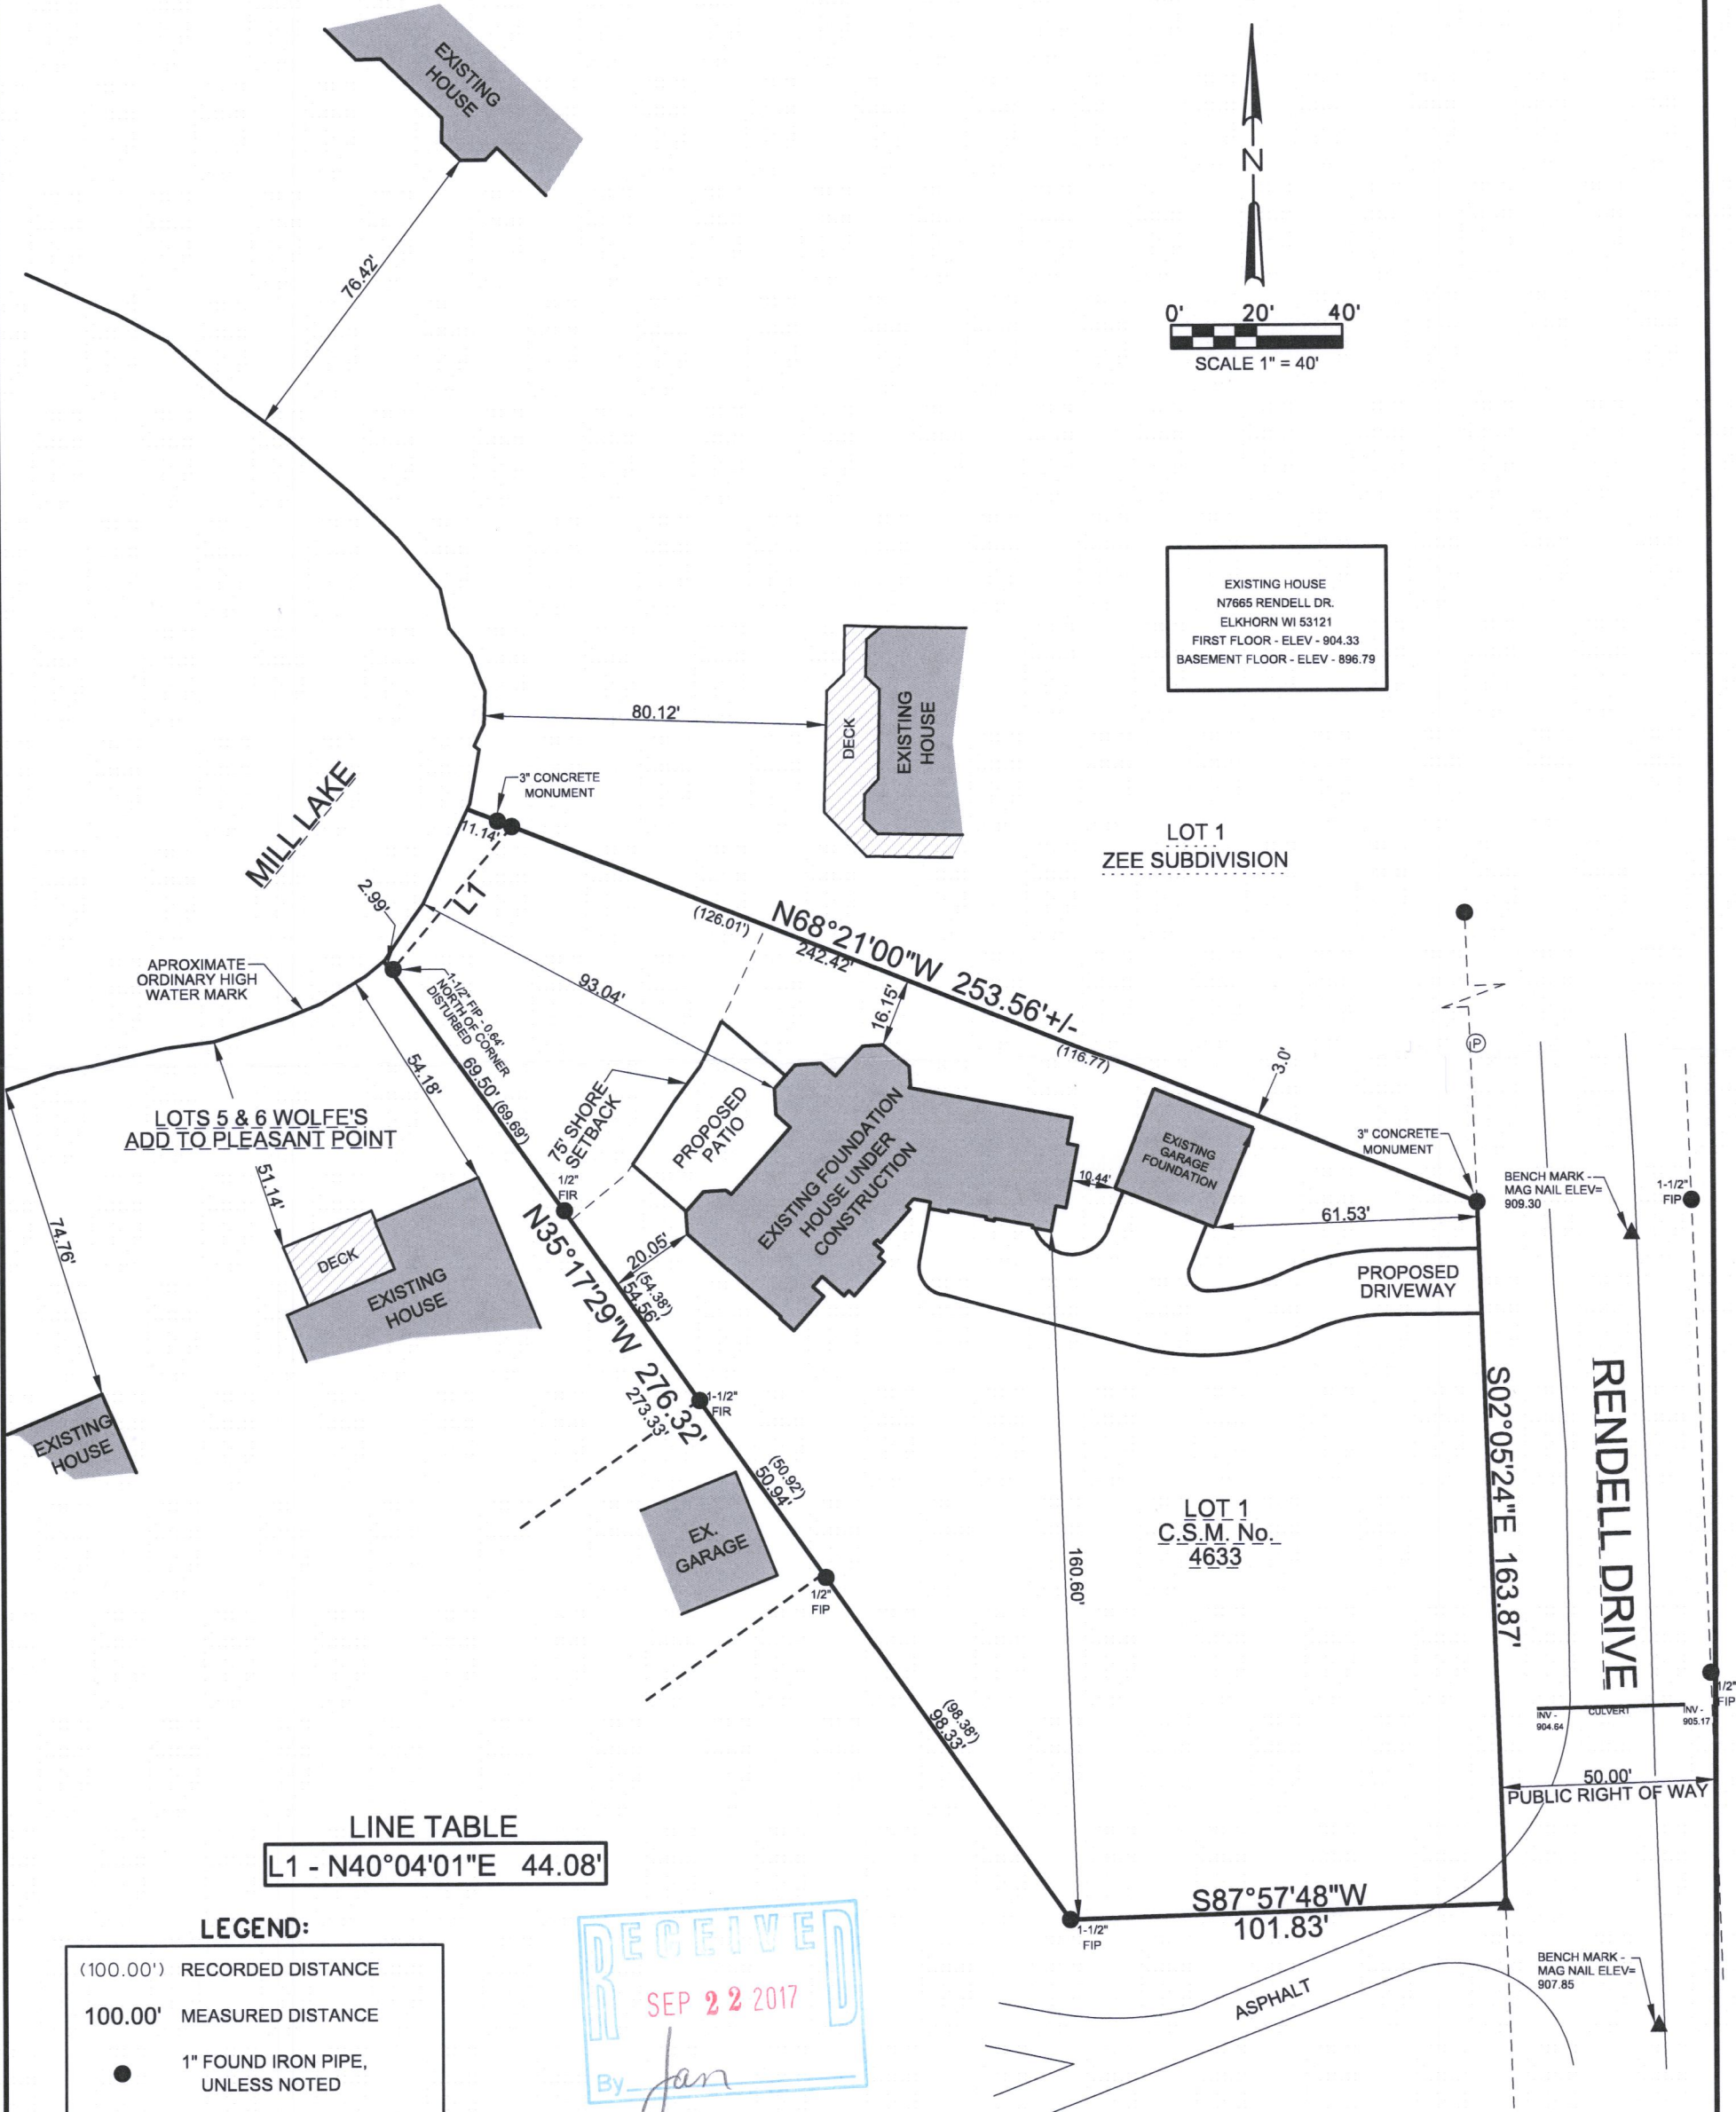 EXISTING
HOUSE
76.42'
N
0' 20' 40'
SCALE 1" = 40'
EXISTING HOUSE
N7665 RENDELL DR.
ELKHORN WI 53121
FIRST FLOOR - ELEV - 904.33
BASEMENT FLOOR - ELEV - 896.79
80.12'
DECK
EXISTING
HOUSE
MILL LAKE
3" CONCRETE
MONUMENT
11.14'
L1
2.99'
LOT 1
ZEE SUBDIVISION
(126.01')
N68°21'00"W 253.56'+/-
242.42'
(116.77)
APROXIMATE
ORDINARY HIGH
WATER MARK
93.04'
1-1/2" FIP - 0.64'
NORTH OF CORNER
DISTURBED
16.15'
3.0'
P
54.18'
69.50' (69.69')
75' SHORE
SETBACK
PROPOSED
PATIO
EXISTING FOUNDATION
HOUSE UNDER
CONSTRUCTION
EXISTING
GARAGE
FOUNDATION
10.44'
61.53'
3" CONCRETE
MONUMENT
BENCH MARK -
MAG NAIL ELEV=
909.30
1-1/2"
FIP
LOTS 5 & 6 WOLFE'S
ADD TO PLEASANT POINT
51.14'
74.76'
1/2"
FIR
DECK
EXISTING
HOUSE
N35°17'29"W 276.32'
273.33'
20.05'
(54.38')
54.56'
PROPOSED
DRIVEWAY
1-1/2"
FIR
EXISTING
HOUSE
EX.
GARAGE
(50.92')
50.94'
1/2"
FIP
160.60'
LOT 1
C.S.M. No.
4633
S02°05'24"E 163.87'
RENDELL DRIVE
1/2"
FIP
INV -
904.64
CULVERT
INV -
905.17
50.00'
PUBLIC RIGHT OF WAY
(98.38')
98.33'
LINE TABLE
L1 - N40°04'01"E 44.08'
S87°57'48"W
101.83'
1-1/2"
FIP
BENCH MARK -
MAG NAIL ELEV=
907.85
ASPHALT
LEGEND:
(100.00') RECORDED DISTANCE
100.00' MEASURED DISTANCE
1" FOUND IRON PIPE,
UNLESS NOTED
RECEIVED
SEP 22 2017
By Jan